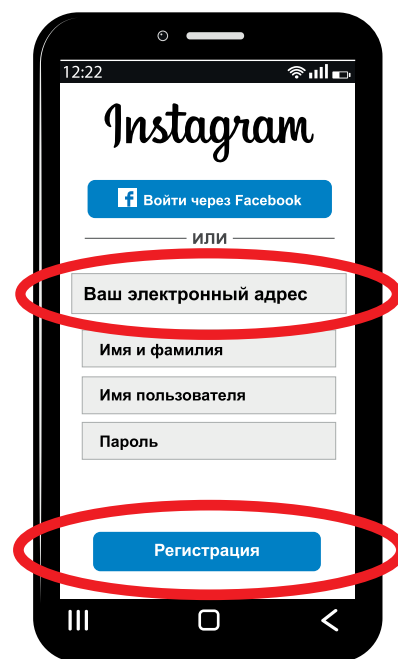 12:22
Instagram
Войти через Facebook
или
Ваш электронный адрес
Имя и фамилия
Имя пользователя
Пароль
Регистрация